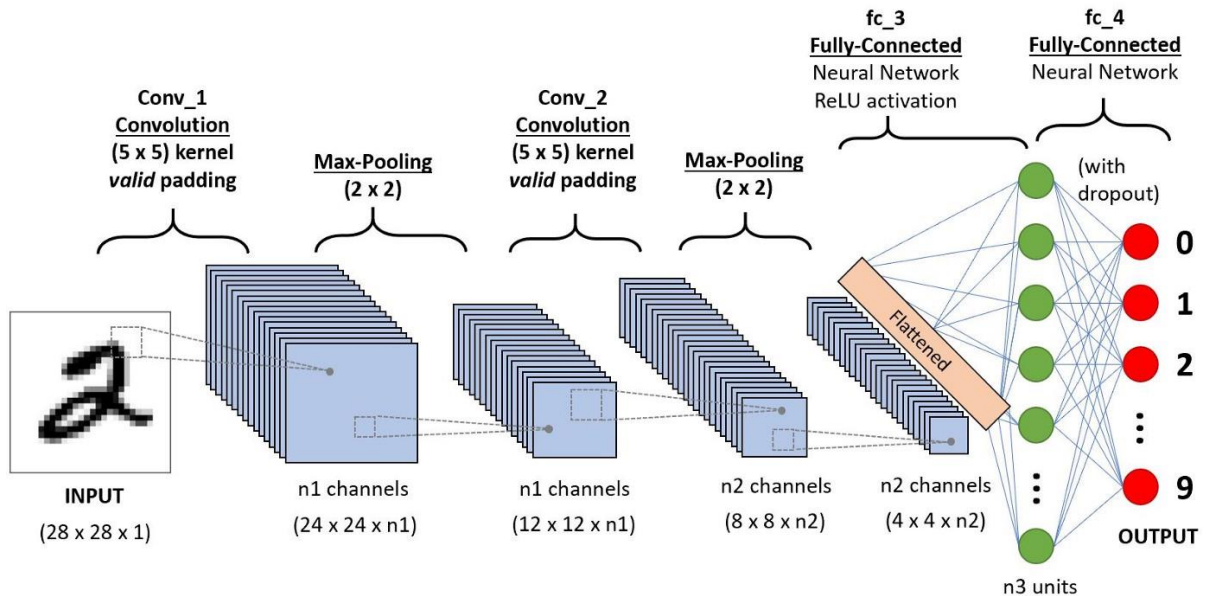 fc_3
Fully-Connected
Neural Network
ReLU activation
fc_4
Fully-Connected
Neural Network
Conv_1
Convolution
(5 x 5) kernel
valid padding
Max-Pooling
(2 x 2)
Conv_2
Convolution
(5 x 5) kernel
valid padding
Max-Pooling
(2 x 2)
(with
dropout)
Flattened
0
1
2
9
OUTPUT
INPUT
(28 x 28 x 1)
n1 channels
(24 x 24 x n1)
n1 channels
(12 x 12 x n1)
n2 channels
(8 x 8 x n2)
n2 channels
(4 x 4 x n2)
n3 units
2